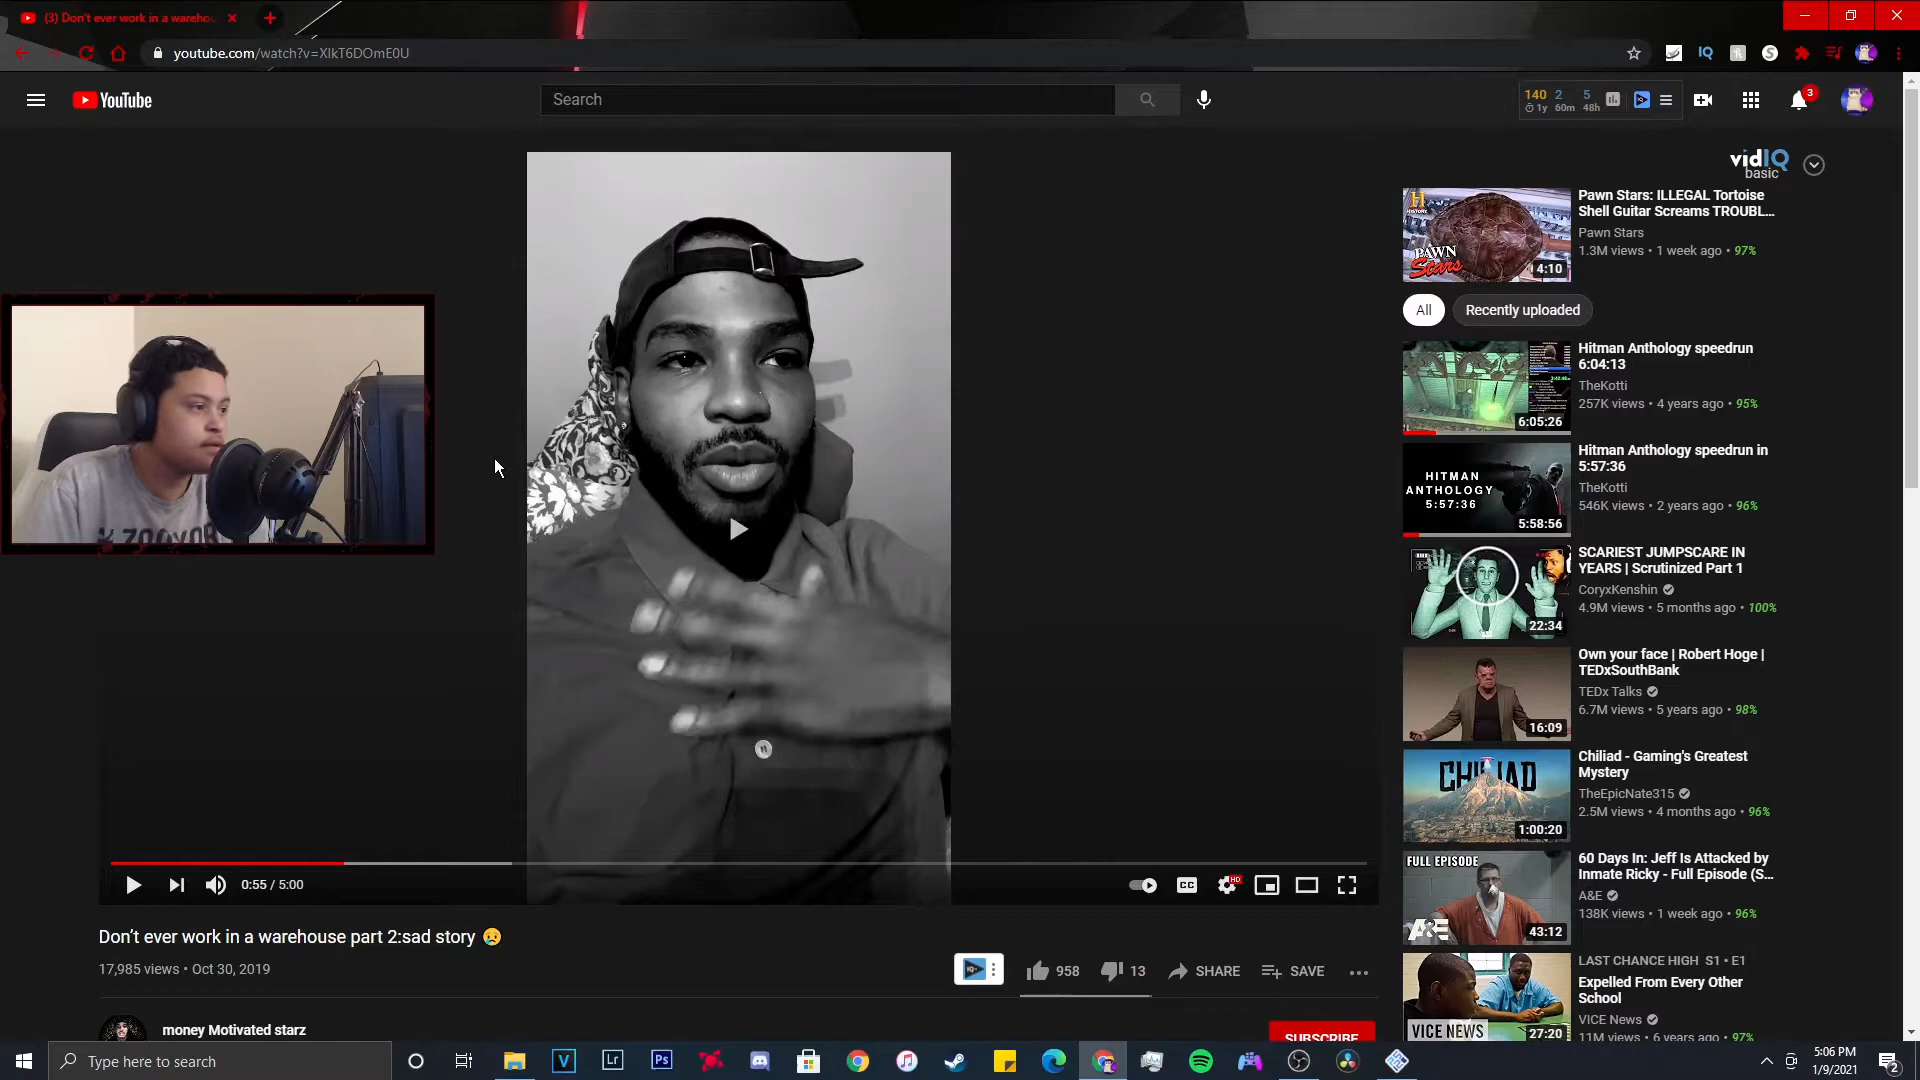 (3) Don't ever work in a warehou
youtube.com/watch?v=XIkT6DOmE0U
YouTube
Search
140 2 5
1y 60m 48h
3
vidIQ
basic
HISTORY
PAWN
Stars
4:10
Pawn Stars: ILLEGAL Tortoise
Shell Guitar Screams TROUBL...
Pawn Stars
1.3M views • 1 week ago • 97%
All
Recently uploaded
6:05:26
Hitman Anthology speedrun
6:04:13
TheKotti
257K views • 4 years ago • 95%
HITMAN
ANTHOLOGY
5:57:36
5:58:56
Hitman Anthology speedrun in
5:57:36
TheKotti
546K views • 2 years ago • 96%
22:34
SCARIEST JUMPSCARE IN
YEARS | Scrutinized Part 1
CoryxKenshin
4.9M views • 5 months ago • 100%
16:09
Own your face | Robert Hoge |
TEDxSouthBank
TEDx Talks
6.7M views • 5 years ago • 98%
CHILIAD
1:00:20
Chiliad - Gaming's Greatest
Mystery
TheEpicNate315
2.5M views • 4 months ago • 96%
FULL EPISODE
A&E
43:12
60 Days In: Jeff Is Attacked by
Inmate Ricky - Full Episode (S...
A&E
138K views • 1 week ago • 96%
VICE NEWS
27:20
LAST CHANCE HIGH S1 • E1
Expelled From Every Other
School
VICE News
11M views • 6 years ago • 97%
0:55 / 5:00
CC
HD
Don't ever work in a warehouse part 2:sad story
17,985 views • Oct 30, 2019
958
13
SHARE
SAVE
money Motivated starz
SUBSCRIBE
Type here to search
V
Lr
Ps
5:06 PM
1/9/2021
2